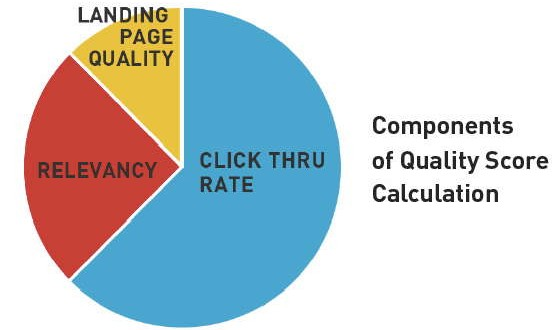 LANDING
PAGE
QUALITY
RELEVANCY
CLICK THRU
RATE
Components
of Quality Score
Calculation